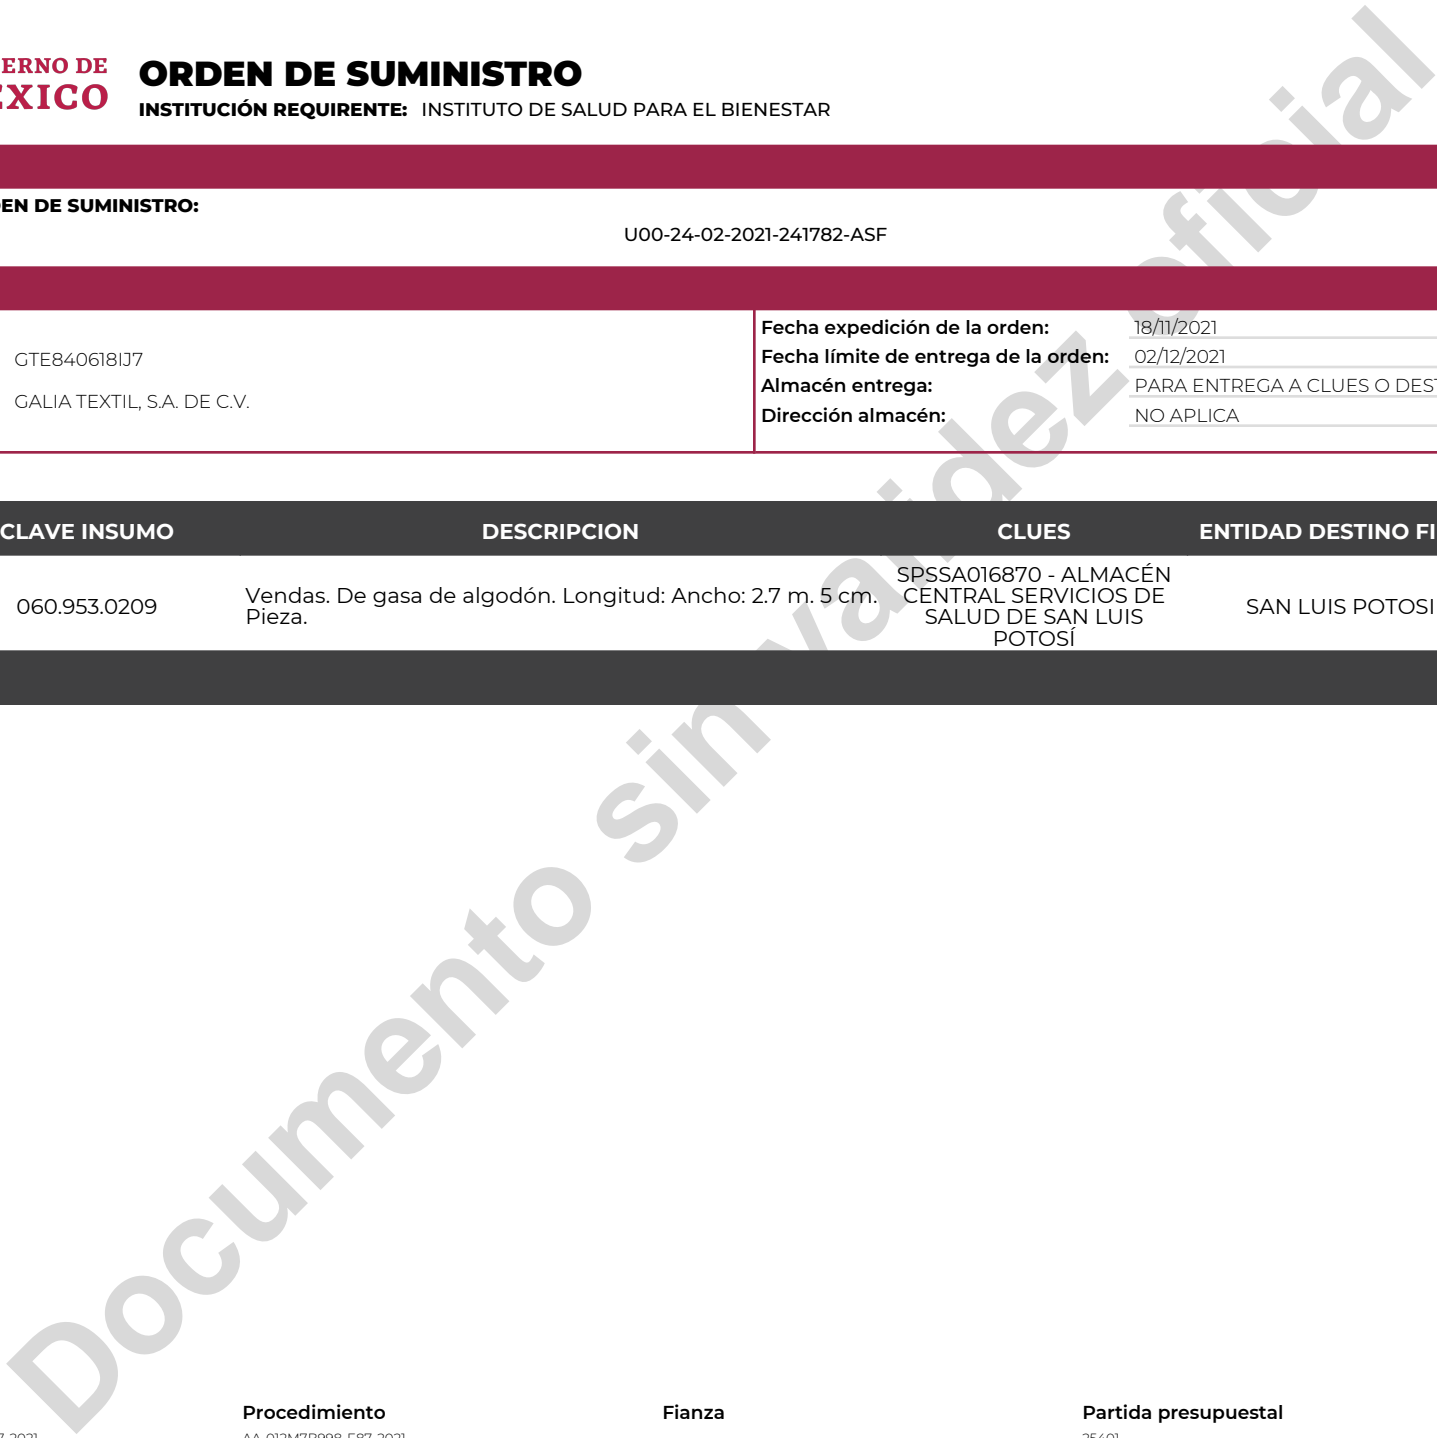 ERNO DE
ÉXICO
ORDEN DE SUMINISTRO
INSTITUCIÓN REQUIRENTE: INSTITUTO DE SALUD PARA EL BIENESTAR
EN DE SUMINISTRO:
U00-24-02-2021-241782-ASF
GTE840618IJ7
GALIA TEXTIL, S.A. DE C.V.
Fecha expedición de la orden: 18/11/2021
Fecha límite de entrega de la orden: 02/12/2021
Almacén entrega: PARA ENTREGA A CLUES O DEST
Dirección almacén: NO APLICA
CLAVE INSUMO DESCRIPCION CLUES ENTIDAD DESTINO FI
060.953.0209
Vendas. De gasa de algodón. Longitud: Ancho: 2.7 m. 5 cm.
Pieza.
SPSSA016870 - ALMACÉN
CENTRAL SERVICIOS DE
SALUD DE SAN LUIS
POTOSÍ
SAN LUIS POTOSI
Documento sin validez oficial
Procedimiento Fianza Partida presupuestal